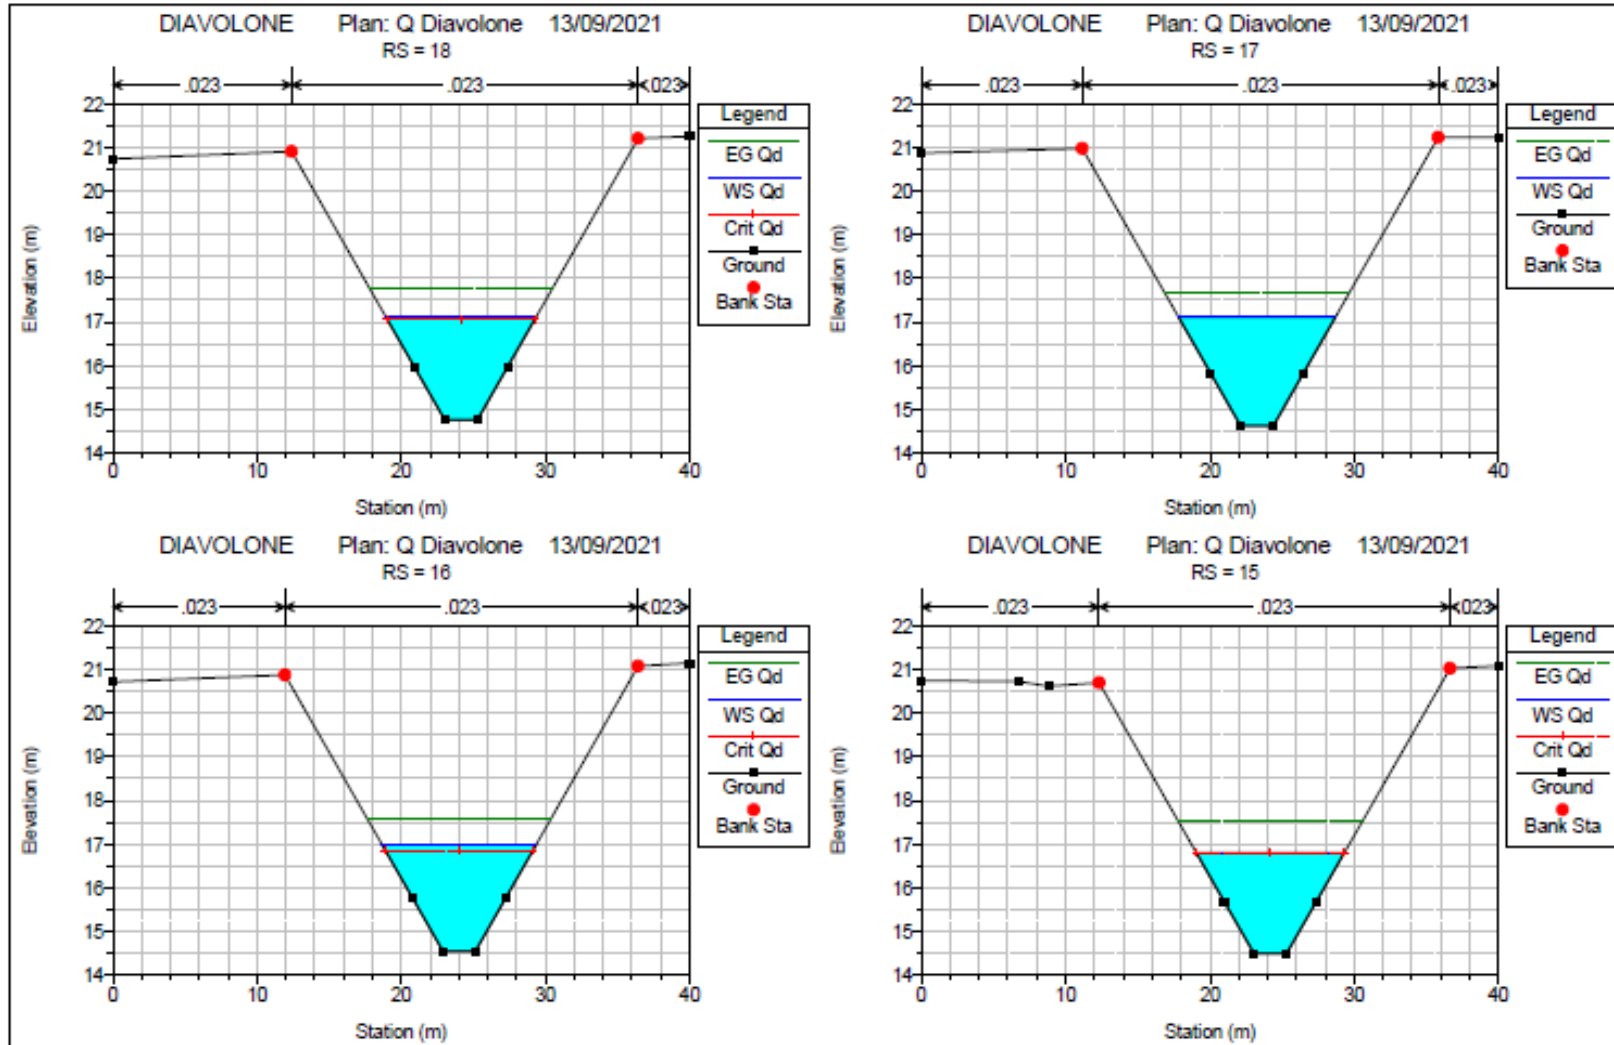 DIAVOLONE Plan: Q Diavolone 13/09/2021
RS = 18
.023 .023 .023
22
21
20
19
18
17
16
15
14
Elevation (m)
0 10 20 30 40
Station (m)
Legend
EG Qd
WS Qd
Crit Qd
Ground
Bank Sta
DIAVOLONE Plan: Q Diavolone 13/09/2021
RS = 17
.023 .023 .023
22
21
20
19
18
17
16
15
14
Elevation (m)
0 10 20 30 40
Station (m)
Legend
EG Qd
WS Qd
Ground
Bank Sta
DIAVOLONE Plan: Q Diavolone 13/09/2021
RS = 16
.023 .023 .023
22
21
20
19
18
17
16
15
14
Elevation (m)
0 10 20 30 40
Station (m)
Legend
EG Qd
WS Qd
Crit Qd
Ground
Bank Sta
DIAVOLONE Plan: Q Diavolone 13/09/2021
RS = 15
.023 .023 .023
22
21
20
19
18
17
16
15
14
Elevation (m)
0 10 20 30 40
Station (m)
Legend
EG Qd
WS Qd
Crit Qd
Ground
Bank Sta